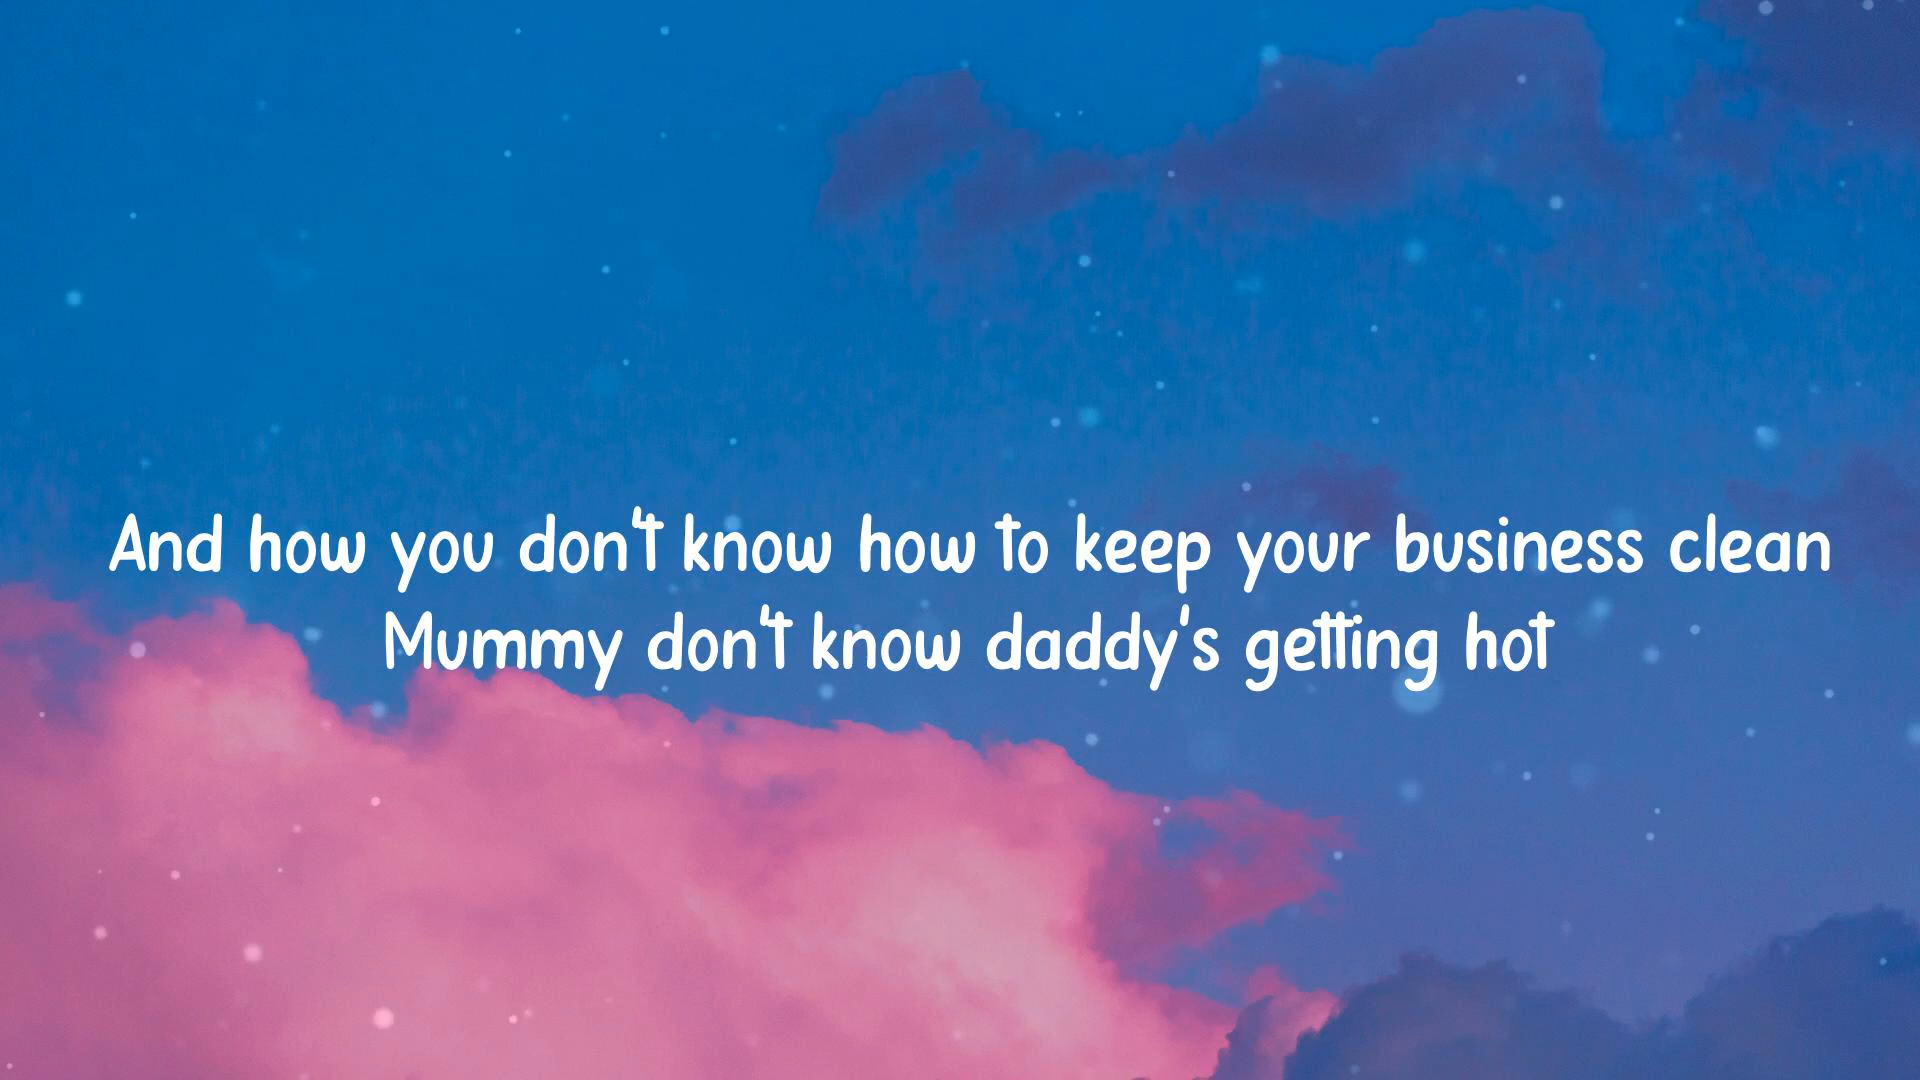 And how you don't know how to keep your business clean
Mummy don't know daddy's getting hot